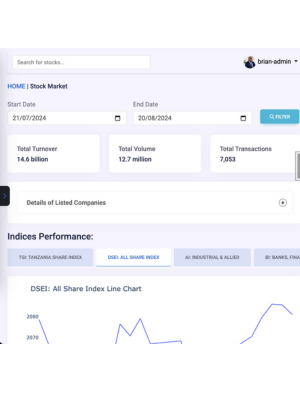 Search for stocks...
brian-admin
HOME | Stock Market
Start Date
End Date
21/07/2024
20/08/2024
FILTER
Total Turnover
Total Volume
Total Transactions
14.6 billion
12.7 million
7,053
Details of Listed Companies
Indices Performance:
TSI: TANZANIA SHARE INDEX
DSEI: ALL SHARE INDEX
AI: INDUSTRIAL & ALLIED
BI: BANKS, FINA
DSEI: All Share Index Line Chart
2080
2070